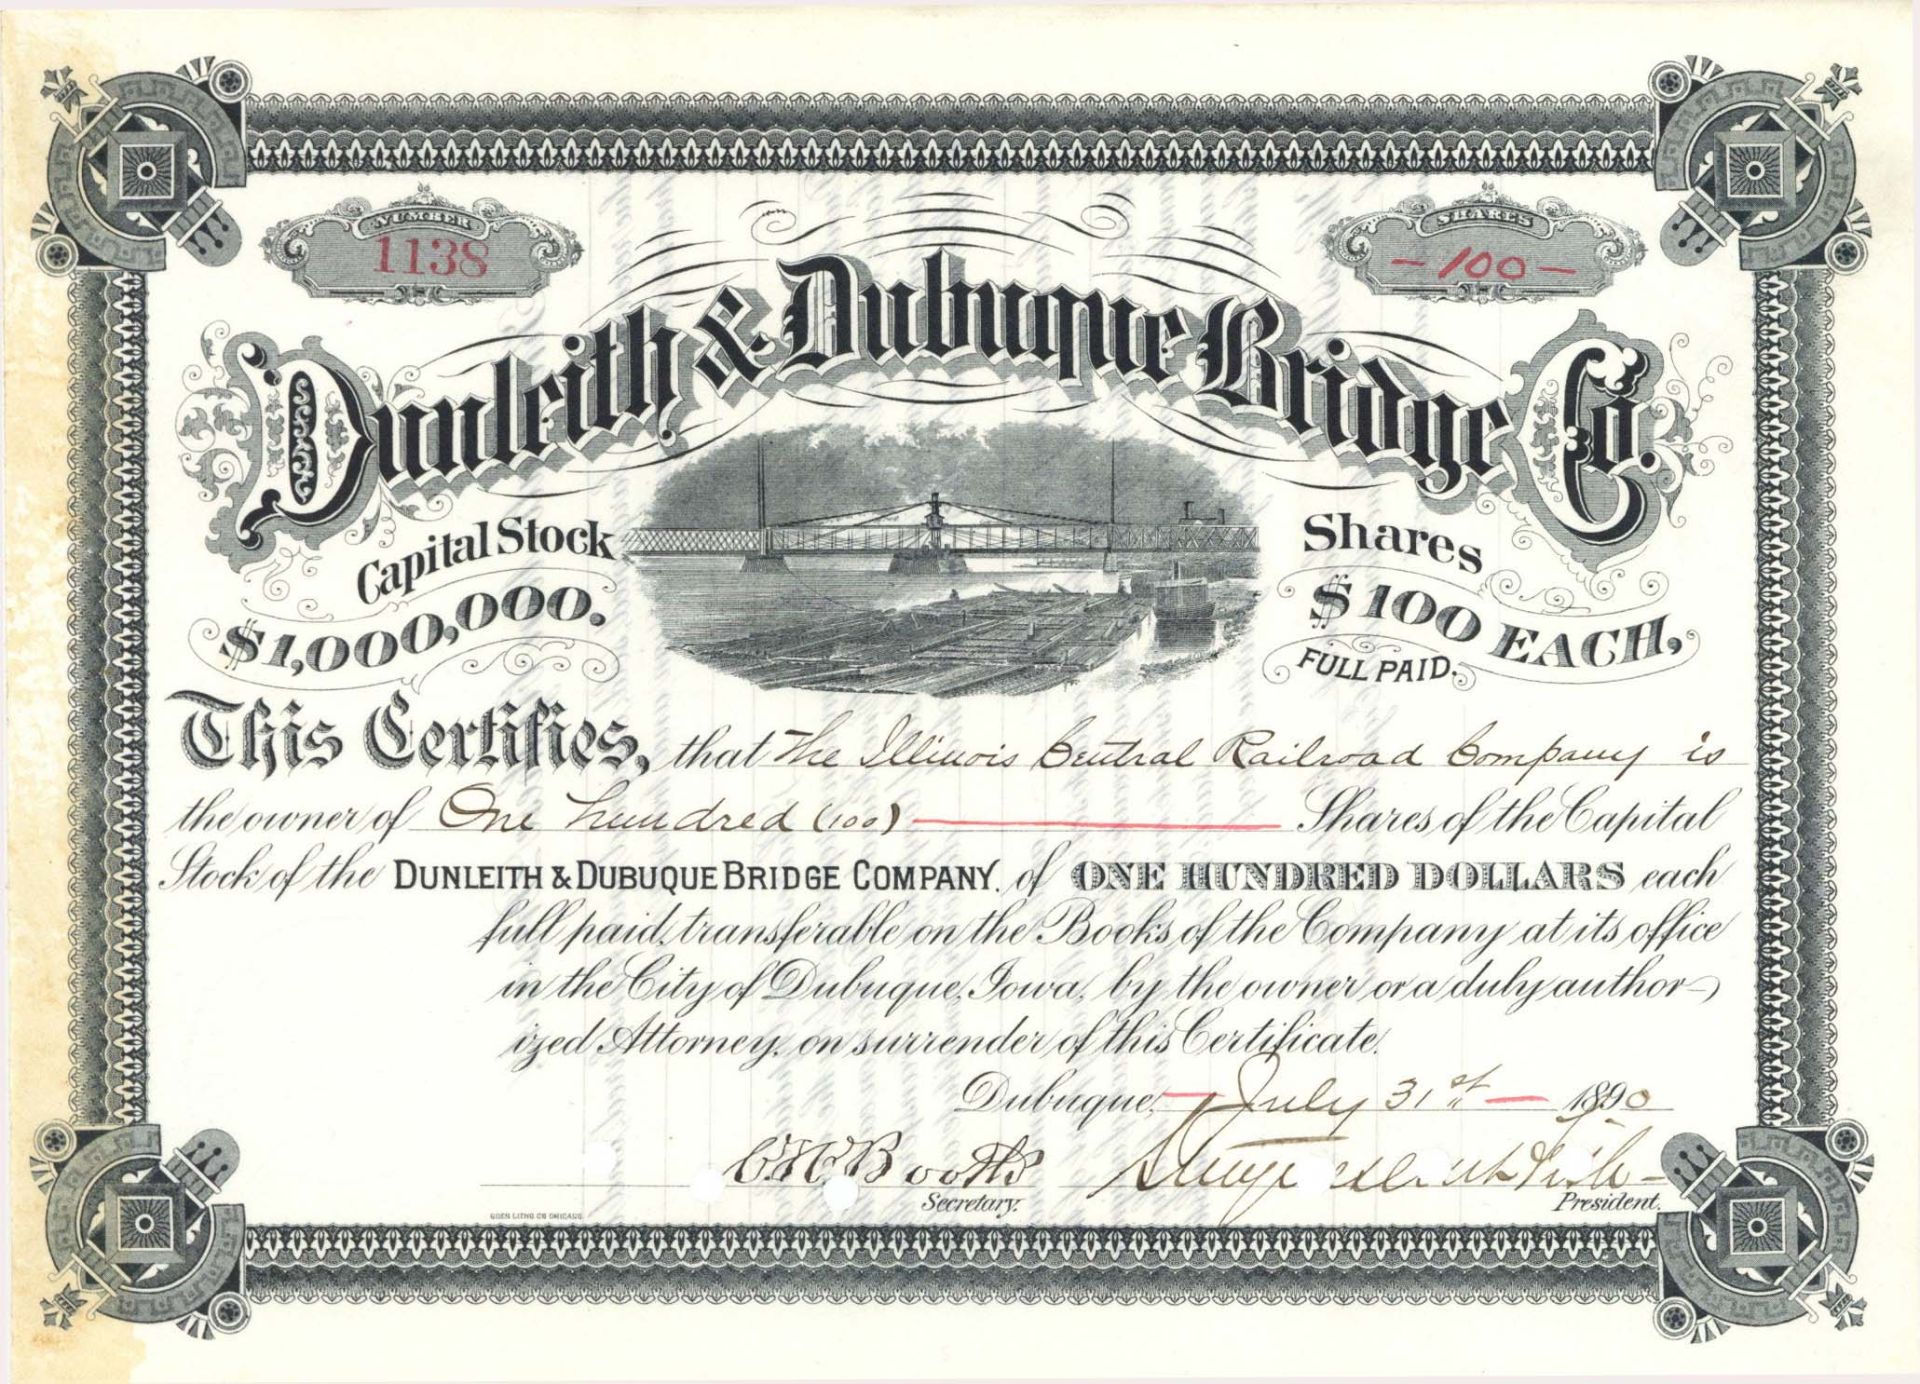 NUMBER
1138
SHARES
-100-
Dunleith & Dubuque Bridge Co.
Capital Stock
$1,000,000.
Shares
$100 EACH,
FULL PAID.
This Certifies, that The Illinois Central Railroad Company is
the owner of One hundred (100) Shares of the Capital
Stock of the DUNLEITH & DUBUQUE BRIDGE COMPANY, of ONE HUNDRED DOLLARS each
full paid, transferable on the Books of the Company at its office
in the City of Dubuque, Iowa, by the owner or a duly author-
ized Attorney, on surrender of this Certificate.
Dubuque, July 31st 1890
Secretary.
President.
GOES LITHO CO CHICAGO.